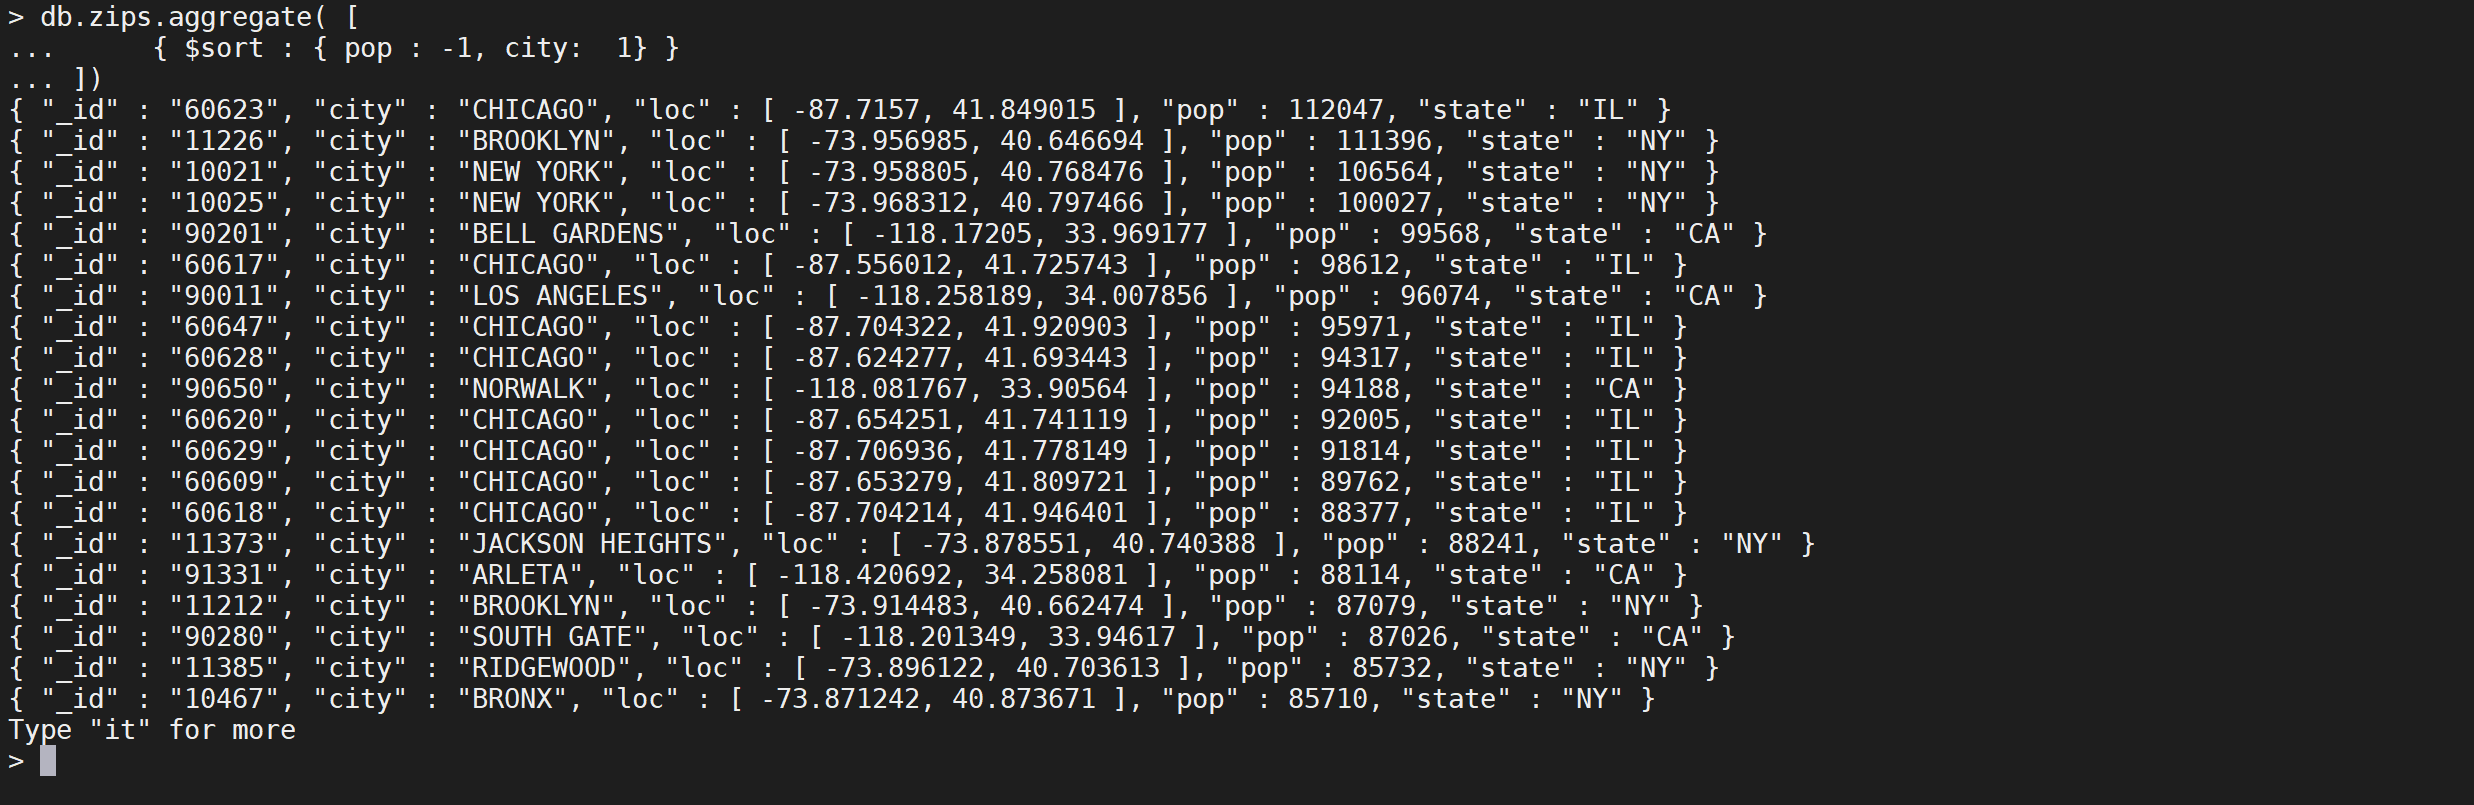 > db.zips.aggregate( [
...      { $sort : { pop : -1, city:  1} }
... ])
{ "_id" : "60623", "city" : "CHICAGO", "loc" : [ -87.7157, 41.849015 ], "pop" : 112047, "state" : "IL" }
{ "_id" : "11226", "city" : "BROOKLYN", "loc" : [ -73.956985, 40.646694 ], "pop" : 111396, "state" : "NY" }
{ "_id" : "10021", "city" : "NEW YORK", "loc" : [ -73.958805, 40.768476 ], "pop" : 106564, "state" : "NY" }
{ "_id" : "10025", "city" : "NEW YORK", "loc" : [ -73.968312, 40.797466 ], "pop" : 100027, "state" : "NY" }
{ "_id" : "90201", "city" : "BELL GARDENS", "loc" : [ -118.17205, 33.969177 ], "pop" : 99568, "state" : "CA" }
{ "_id" : "60617", "city" : "CHICAGO", "loc" : [ -87.556012, 41.725743 ], "pop" : 98612, "state" : "IL" }
{ "_id" : "90011", "city" : "LOS ANGELES", "loc" : [ -118.258189, 34.007856 ], "pop" : 96074, "state" : "CA" }
{ "_id" : "60647", "city" : "CHICAGO", "loc" : [ -87.704322, 41.920903 ], "pop" : 95971, "state" : "IL" }
{ "_id" : "60628", "city" : "CHICAGO", "loc" : [ -87.624277, 41.693443 ], "pop" : 94317, "state" : "IL" }
{ "_id" : "90650", "city" : "NORWALK", "loc" : [ -118.081767, 33.90564 ], "pop" : 94188, "state" : "CA" }
{ "_id" : "60620", "city" : "CHICAGO", "loc" : [ -87.654251, 41.741119 ], "pop" : 92005, "state" : "IL" }
{ "_id" : "60629", "city" : "CHICAGO", "loc" : [ -87.706936, 41.778149 ], "pop" : 91814, "state" : "IL" }
{ "_id" : "60609", "city" : "CHICAGO", "loc" : [ -87.653279, 41.809721 ], "pop" : 89762, "state" : "IL" }
{ "_id" : "60618", "city" : "CHICAGO", "loc" : [ -87.704214, 41.946401 ], "pop" : 88377, "state" : "IL" }
{ "_id" : "11373", "city" : "JACKSON HEIGHTS", "loc" : [ -73.878551, 40.740388 ], "pop" : 88241, "state" : "NY" }
{ "_id" : "91331", "city" : "ARLETA", "loc" : [ -118.420692, 34.258081 ], "pop" : 88114, "state" : "CA" }
{ "_id" : "11212", "city" : "BROOKLYN", "loc" : [ -73.914483, 40.662474 ], "pop" : 87079, "state" : "NY" }
{ "_id" : "90280", "city" : "SOUTH GATE", "loc" : [ -118.201349, 33.94617 ], "pop" : 87026, "state" : "CA" }
{ "_id" : "11385", "city" : "RIDGEWOOD", "loc" : [ -73.896122, 40.703613 ], "pop" : 85732, "state" : "NY" }
{ "_id" : "10467", "city" : "BRONX", "loc" : [ -73.871242, 40.873671 ], "pop" : 85710, "state" : "NY" }
Type "it" for more
>